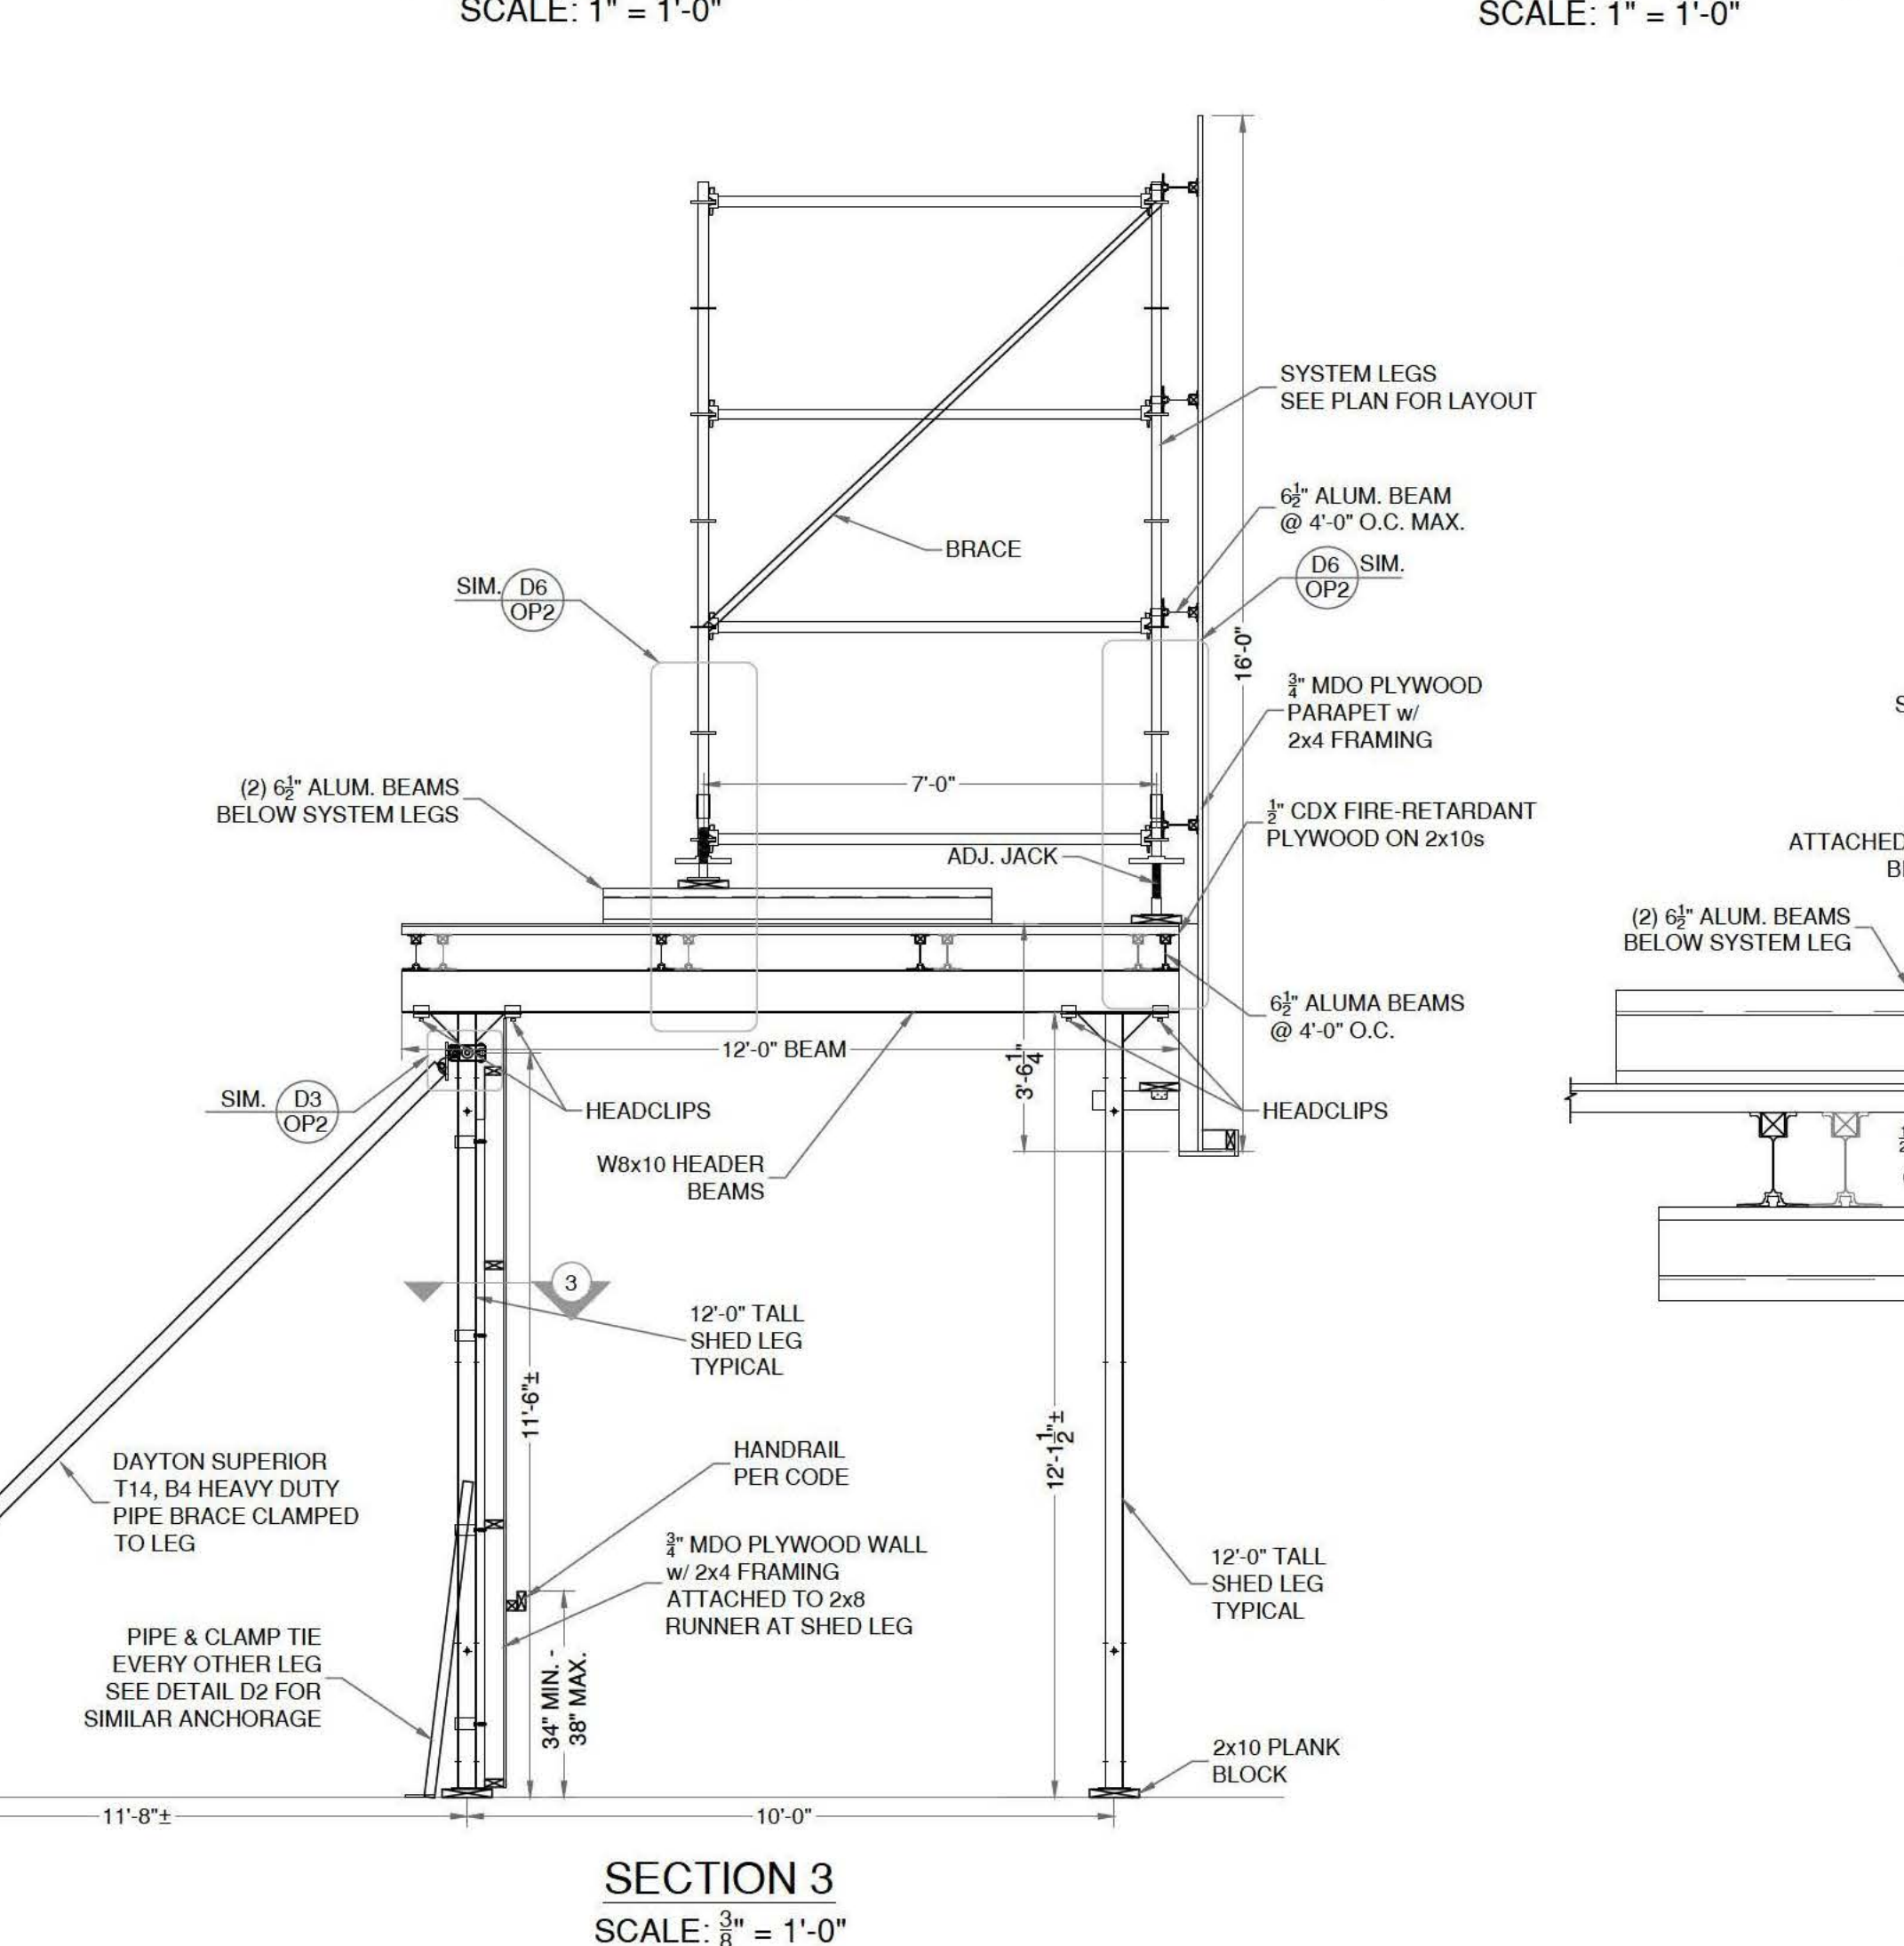 SCALE: 1" = 1'-0"
SCALE: 1" = 1'-0"
SYSTEM LEGS
SEE PLAN FOR LAYOUT
6½" ALUM. BEAM
@ 4'-0" O.C. MAX.
BRACE
SIM.
D6
OP2
D6
OP2
SIM.
16'-0"
¾" MDO PLYWOOD
PARAPET w/
2x4 FRAMING
(2) 6½" ALUM. BEAMS
BELOW SYSTEM LEGS
7'-0"
½" CDX FIRE-RETARDANT
PLYWOOD ON 2x10s
ADJ. JACK
ATTACHED
(2) 6½" ALUM. BEAMS
BELOW SYSTEM LEG
6½" ALUMA BEAMS
@ 4'-0" O.C.
12'-0" BEAM
3'-6¼"
SIM.
D3
OP2
HEADCLIPS
HEADCLIPS
W8x10 HEADER
BEAMS
3
12'-0" TALL
SHED LEG
TYPICAL
11'-6"±
12'-1½"±
DAYTON SUPERIOR
T14, B4 HEAVY DUTY
PIPE BRACE CLAMPED
TO LEG
HANDRAIL
PER CODE
¾" MDO PLYWOOD WALL
w/ 2x4 FRAMING
ATTACHED TO 2x8
RUNNER AT SHED LEG
12'-0" TALL
SHED LEG
TYPICAL
PIPE & CLAMP TIE
EVERY OTHER LEG
SEE DETAIL D2 FOR
SIMILAR ANCHORAGE
34" MIN. -
38" MAX.
2x10 PLANK
BLOCK
11'-8"±
10'-0"
SECTION 3
SCALE: ⅜" = 1'-0"